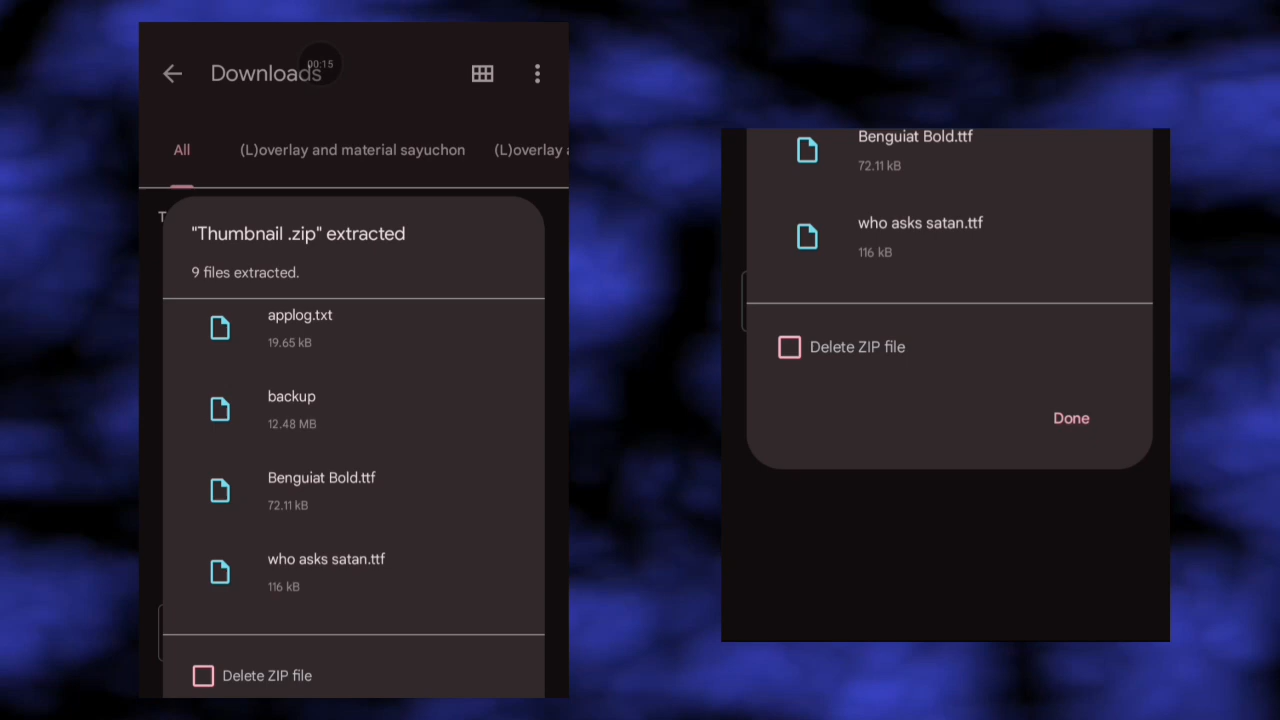 Downloads
00:15
All
(L)overlay and material sayuchon
(L)overlay a
T
"Thumbnail .zip" extracted
9 files extracted.
applog.txt
19.65 kB
backup
12.48 MB
Benguiat Bold.ttf
72.11 kB
who asks satan.ttf
116 kB
Delete ZIP file
Benguiat Bold.ttf
72.11 kB
who asks satan.ttf
116 kB
Delete ZIP file
Done